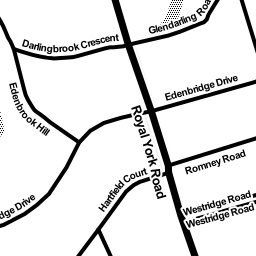 Glendarling Roa
Darlingbrook Crescent
Edenbridge Drive
Edenbrook Hill
Royal York Road
Romney Road
Hartfield Court
dge Drive
Westridge Road
Westridge Road